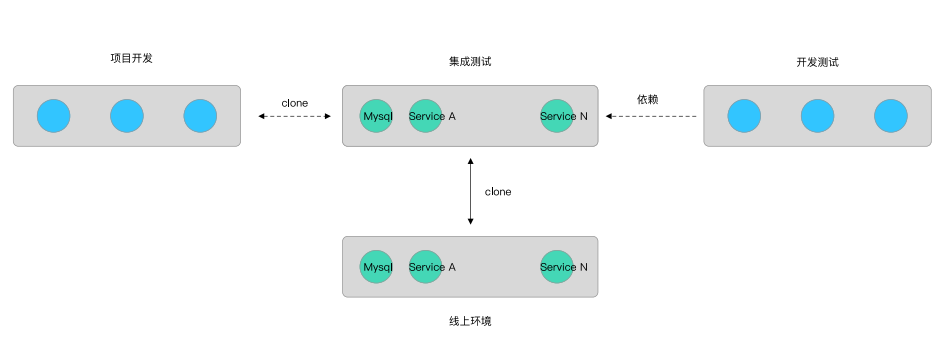 项目开发
集成测试
开发测试
clone
Mysql
Service A
Service N
依赖
clone
Mysql
Service A
Service N
线上环境